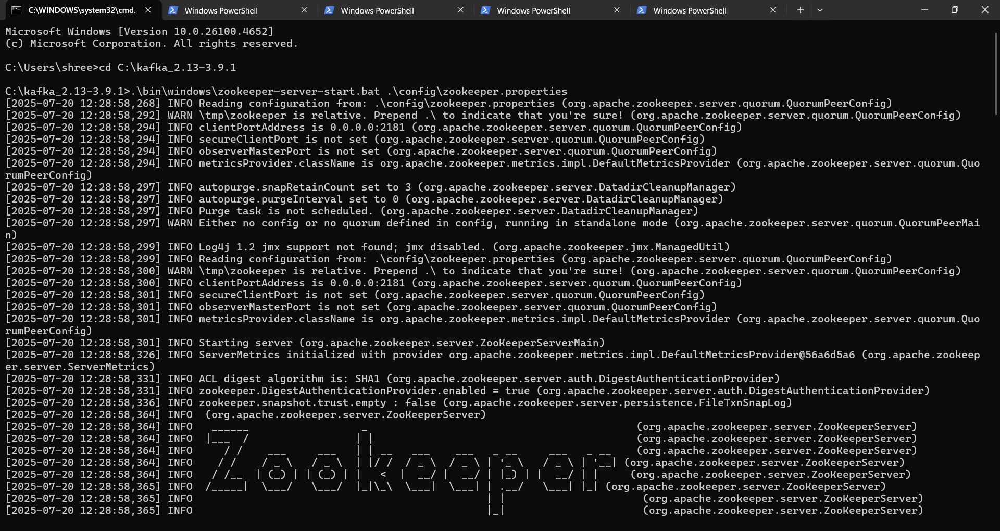 C:\WINDOWS\system32\cmd.
Windows PowerShell
Windows PowerShell
Windows PowerShell
Windows PowerShell
Microsoft Windows [Version 10.0.26100.4652]
(c) Microsoft Corporation. All rights reserved.
C:\Users\shree>cd C:\kafka_2.13-3.9.1
C:\kafka_2.13-3.9.1>.\bin\windows\zookeeper-server-start.bat .\config\zookeeper.properties
[2025-07-20 12:28:58,268] INFO Reading configuration from: .\config\zookeeper.properties (org.apache.zookeeper.server.quorum.QuorumPeerConfig)
[2025-07-20 12:28:58,292] WARN \tmp\zookeeper is relative. Prepend .\ to indicate that you're sure! (org.apache.zookeeper.server.quorum.QuorumPeerConfig)
[2025-07-20 12:28:58,294] INFO clientPortAddress is 0.0.0.0:2181 (org.apache.zookeeper.server.quorum.QuorumPeerConfig)
[2025-07-20 12:28:58,294] INFO secureClientPort is not set (org.apache.zookeeper.server.quorum.QuorumPeerConfig)
[2025-07-20 12:28:58,294] INFO observerMasterPort is not set (org.apache.zookeeper.server.quorum.QuorumPeerConfig)
[2025-07-20 12:28:58,294] INFO metricsProvider.className is org.apache.zookeeper.metrics.impl.DefaultMetricsProvider (org.apache.zookeeper.server.quorum.Quo
rumPeerConfig)
[2025-07-20 12:28:58,297] INFO autopurge.snapRetainCount set to 3 (org.apache.zookeeper.server.DatadirCleanupManager)
[2025-07-20 12:28:58,297] INFO autopurge.purgeInterval set to 0 (org.apache.zookeeper.server.DatadirCleanupManager)
[2025-07-20 12:28:58,297] INFO Purge task is not scheduled. (org.apache.zookeeper.server.DatadirCleanupManager)
[2025-07-20 12:28:58,297] WARN Either no config or no quorum defined in config, running in standalone mode (org.apache.zookeeper.server.quorum.QuorumPeerMai
n)
[2025-07-20 12:28:58,299] INFO Log4j 1.2 jmx support not found; jmx disabled. (org.apache.zookeeper.jmx.ManagedUtil)
[2025-07-20 12:28:58,299] INFO Reading configuration from: .\config\zookeeper.properties (org.apache.zookeeper.server.quorum.QuorumPeerConfig)
[2025-07-20 12:28:58,300] WARN \tmp\zookeeper is relative. Prepend .\ to indicate that you're sure! (org.apache.zookeeper.server.quorum.QuorumPeerConfig)
[2025-07-20 12:28:58,300] INFO clientPortAddress is 0.0.0.0:2181 (org.apache.zookeeper.server.quorum.QuorumPeerConfig)
[2025-07-20 12:28:58,301] INFO secureClientPort is not set (org.apache.zookeeper.server.quorum.QuorumPeerConfig)
[2025-07-20 12:28:58,301] INFO observerMasterPort is not set (org.apache.zookeeper.server.quorum.QuorumPeerConfig)
[2025-07-20 12:28:58,301] INFO metricsProvider.className is org.apache.zookeeper.metrics.impl.DefaultMetricsProvider (org.apache.zookeeper.server.quorum.Quo
rumPeerConfig)
[2025-07-20 12:28:58,301] INFO Starting server (org.apache.zookeeper.server.ZooKeeperServerMain)
[2025-07-20 12:28:58,326] INFO ServerMetrics initialized with provider org.apache.zookeeper.metrics.impl.DefaultMetricsProvider@56a6d5a6 (org.apache.zookeep
er.server.ServerMetrics)
[2025-07-20 12:28:58,331] INFO ACL digest algorithm is: SHA1 (org.apache.zookeeper.server.auth.DigestAuthenticationProvider)
[2025-07-20 12:28:58,331] INFO zookeeper.DigestAuthenticationProvider.enabled = true (org.apache.zookeeper.server.auth.DigestAuthenticationProvider)
[2025-07-20 12:28:58,336] INFO zookeeper.snapshot.trust.empty : false (org.apache.zookeeper.server.persistence.FileTxnSnapLog)
[2025-07-20 12:28:58,364] INFO  (org.apache.zookeeper.server.ZooKeeperServer)
[2025-07-20 12:28:58,364] INFO   ______                  _                                           (org.apache.zookeeper.server.ZooKeeperServer)
[2025-07-20 12:28:58,364] INFO  |___  /                 | |                                          (org.apache.zookeeper.server.ZooKeeperServer)
[2025-07-20 12:28:58,364] INFO     / /    ___     ___   | | __   ___    ___   _ __     ___   _ __    (org.apache.zookeeper.server.ZooKeeperServer)
[2025-07-20 12:28:58,364] INFO    / /    / _ \   / _ \  | |/ /  / _ \  / _ \ | '_ \   / _ \ | '__| (org.apache.zookeeper.server.ZooKeeperServer)
[2025-07-20 12:28:58,364] INFO   / /__  | (_) | | (_) | |   <  |  __/ |  __/ | |_) | |  __/ | |     (org.apache.zookeeper.server.ZooKeeperServer)
[2025-07-20 12:28:58,365] INFO  /_____|  \___/   \___/  |_|\_\  \___|  \___| | .__/   \___| |_| (org.apache.zookeeper.server.ZooKeeperServer)
[2025-07-20 12:28:58,365] INFO                                               | |                      (org.apache.zookeeper.server.ZooKeeperServer)
[2025-07-20 12:28:58,365] INFO                                               |_|                      (org.apache.zookeeper.server.ZooKeeperServer)